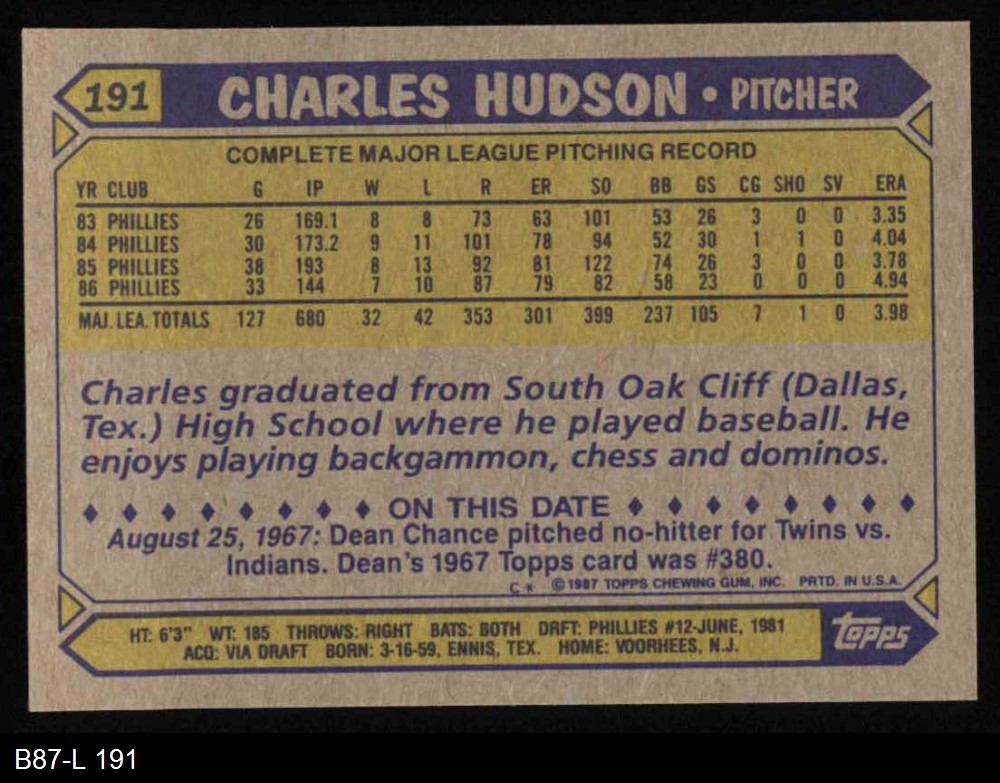 191 CHARLES HUDSON • PITCHER
COMPLETE MAJOR LEAGUE PITCHING RECORD
YR CLUB G IP W L R ER SO BB GS CG SHO SV ERA
83 PHILLIES 26 169.1 8 8 73 63 101 53 26 3 0 0 3.35
84 PHILLIES 30 173.2 9 11 101 78 94 52 30 1 1 0 4.04
85 PHILLIES 38 193 8 13 92 81 122 74 26 3 0 0 3.78
86 PHILLIES 33 144 7 10 87 79 82 58 23 0 0 0 4.94
MAJ. LEA. TOTALS 127 680 32 42 353 301 399 237 105 7 1 0 3.98
Charles graduated from South Oak Cliff (Dallas,
Tex.) High School where he played baseball. He
enjoys playing backgammon, chess and dominos.
♦ ♦ ♦ ♦ ♦ ♦ ♦ ♦ ON THIS DATE ♦ ♦ ♦ ♦ ♦ ♦ ♦ ♦
August 25, 1967: Dean Chance pitched no-hitter for Twins vs.
Indians. Dean's 1967 Topps card was #380.
C* ©1987 TOPPS CHEWING GUM, INC. PRTD. IN U.S.A.
HT: 6'3" WT: 185 THROWS: RIGHT BATS: BOTH DRFT: PHILLIES #12-JUNE, 1981
ACQ: VIA DRAFT BORN: 3-16-59, ENNIS, TEX. HOME: VOORHEES, N.J.
topps
B87-L 191